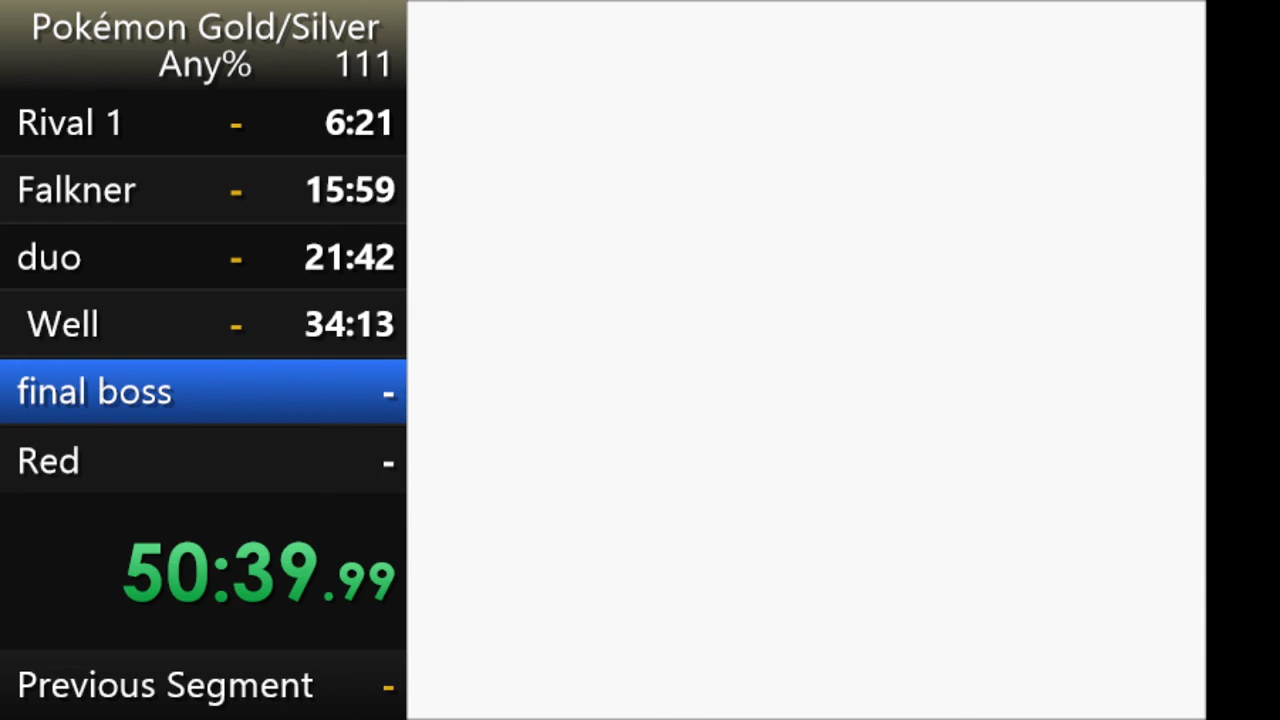 Pokémon Gold/Silver
Any% 111
Rival 1 - 6:21
Falkner - 15:59
duo - 21:42
Well - 34:13
final boss -
Red -
50:39.99
Previous Segment -